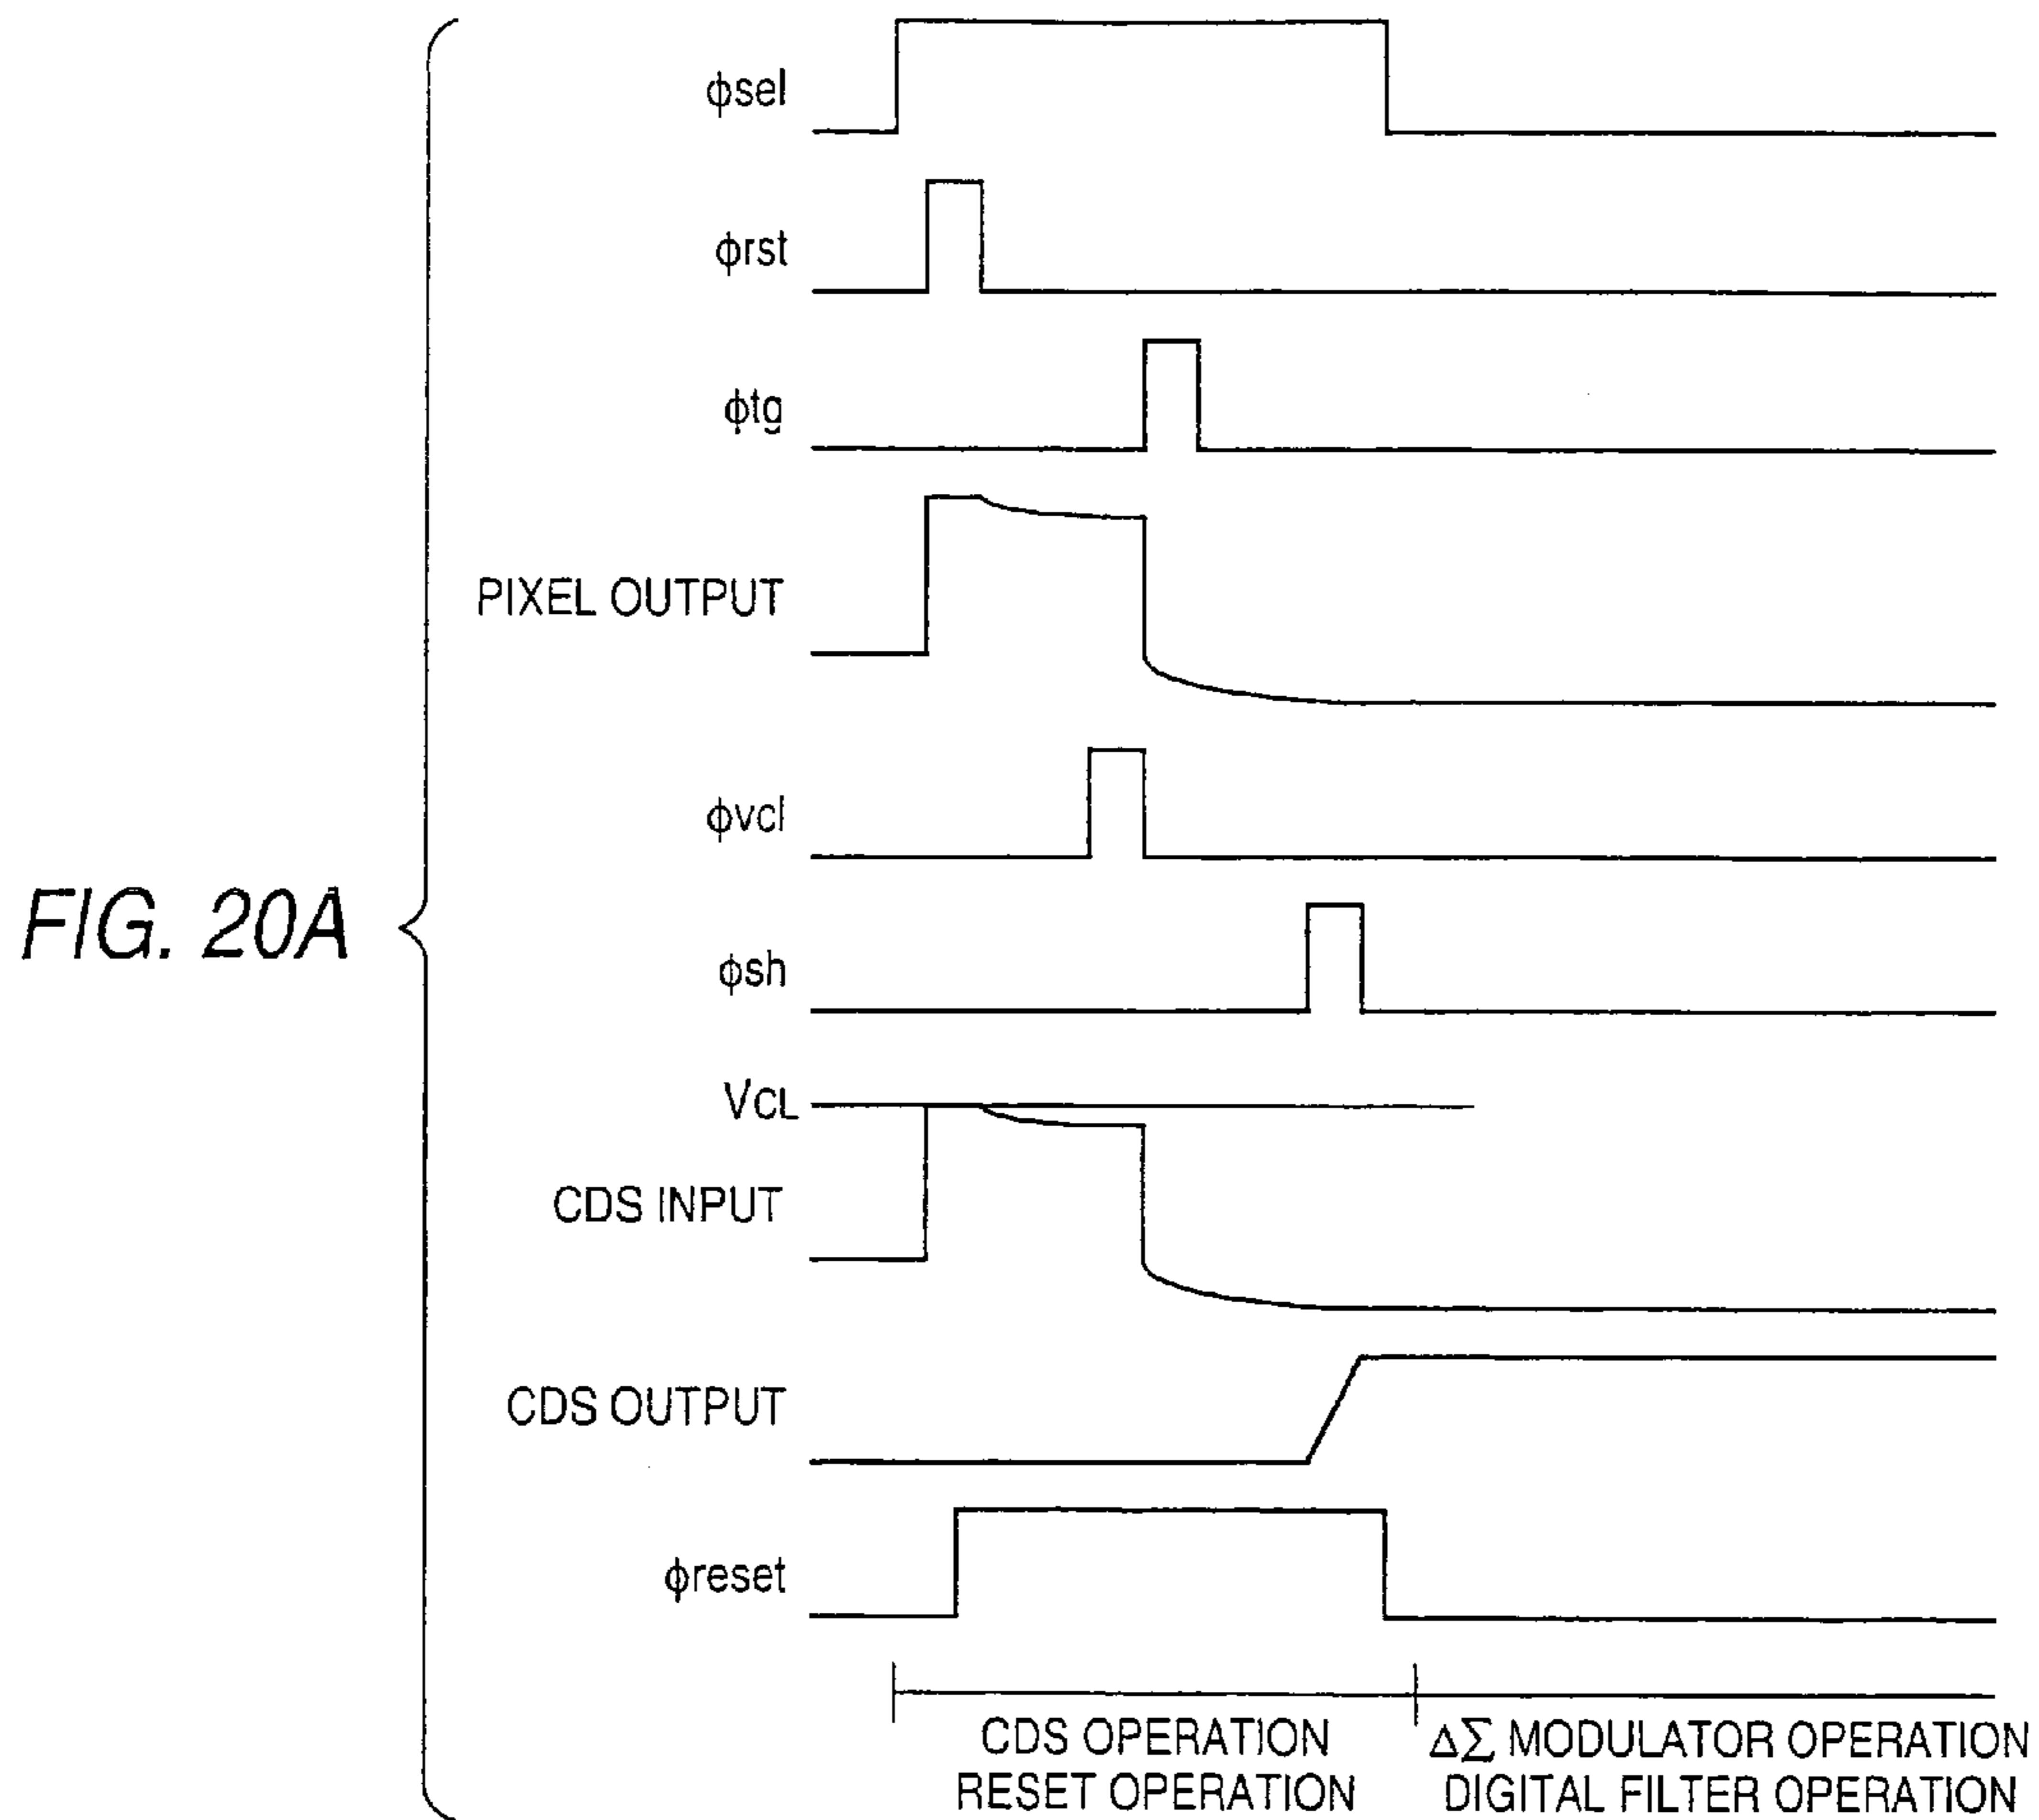 FIG. 20A
φsel
φrst
φtg
PIXEL OUTPUT
φvcl
φsh
VCL
CDS INPUT
CDS OUTPUT
φreset
CDS OPERATION
RESET OPERATION
ΔΣ MODULATOR OPERATION
DIGITAL FILTER OPERATION